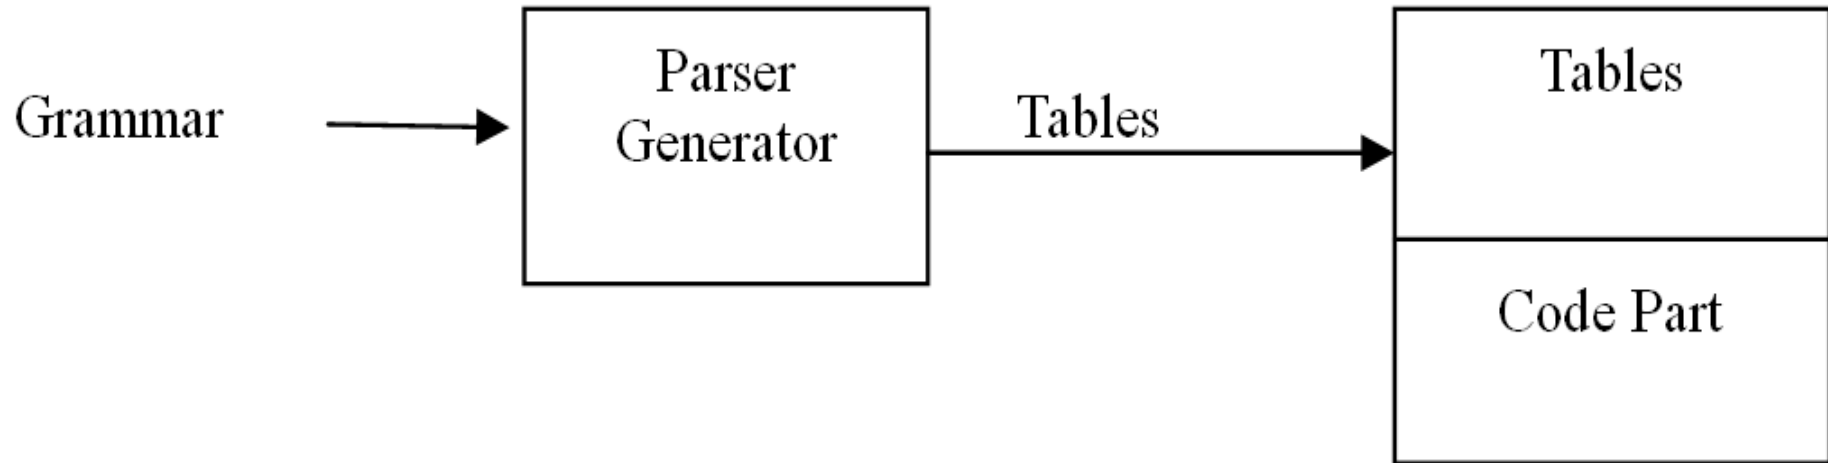 Grammar
Parser
Generator
Tables
Tables
Code Part